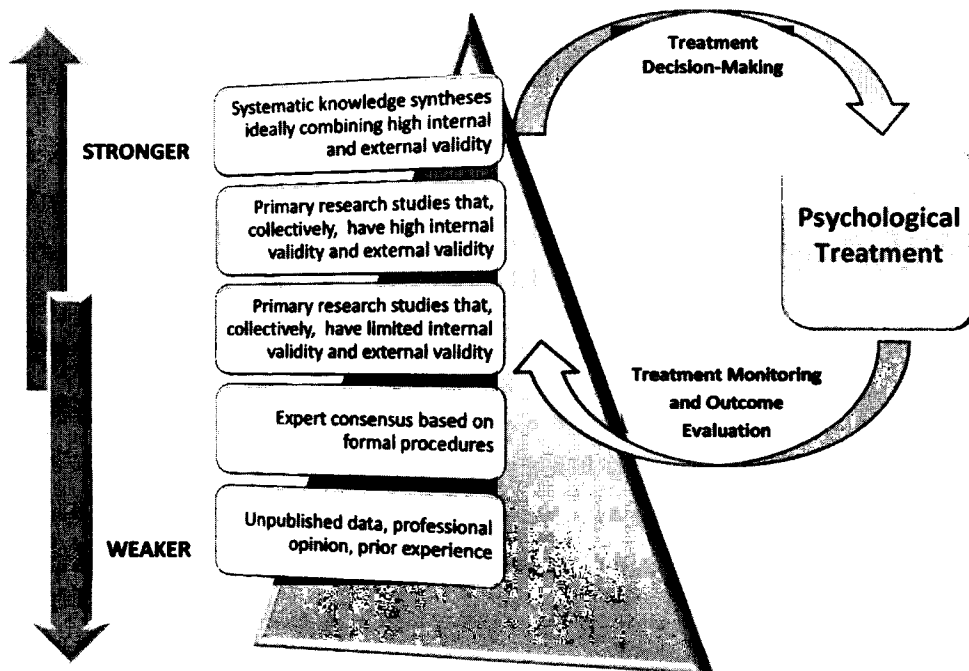 Treatment
Decision-Making
STRONGER
Systematic knowledge syntheses
ideally combining high internal
and external validity
Primary research studies that,
collectively, have high internal
validity and external validity
Psychological
Treatment
Primary research studies that,
collectively, have limited internal
validity and external validity
Treatment Monitoring
and Outcome
Evaluation
Expert consensus based on
formal procedures
WEAKER
Unpublished data, professional
opinion, prior experience